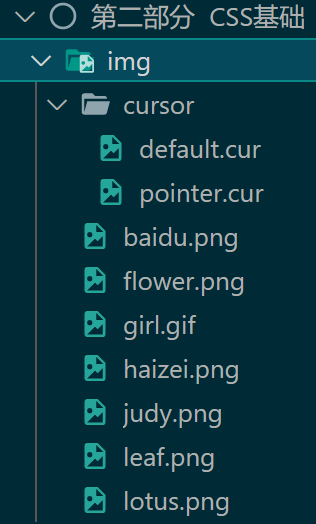 第二部分 CSS基础
img
cursor
default.cur
pointer.cur
baidu.png
flower.png
girl.gif
haizei.png
judy.png
leaf.png
lotus.png